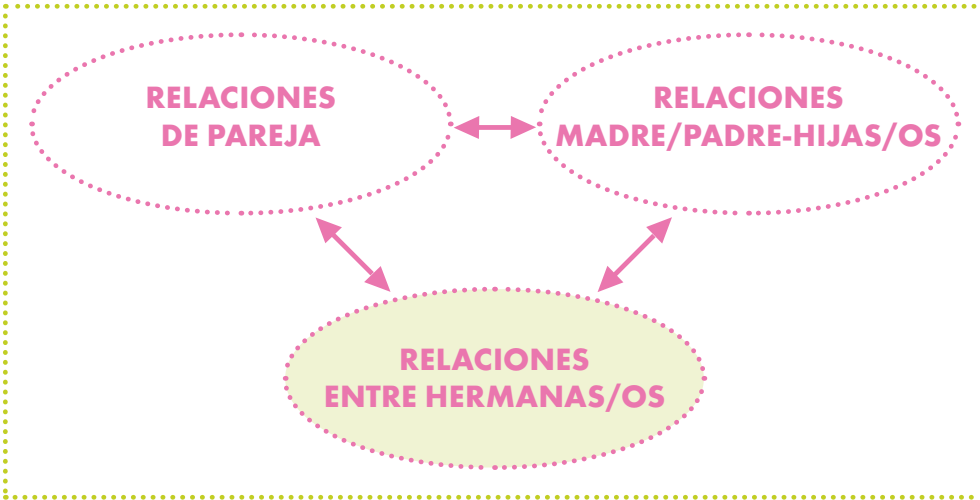 RELACIONES
DE PAREJA
RELACIONES
MADRE/PADRE-HIJAS/OS
RELACIONES
ENTRE HERMANAS/OS